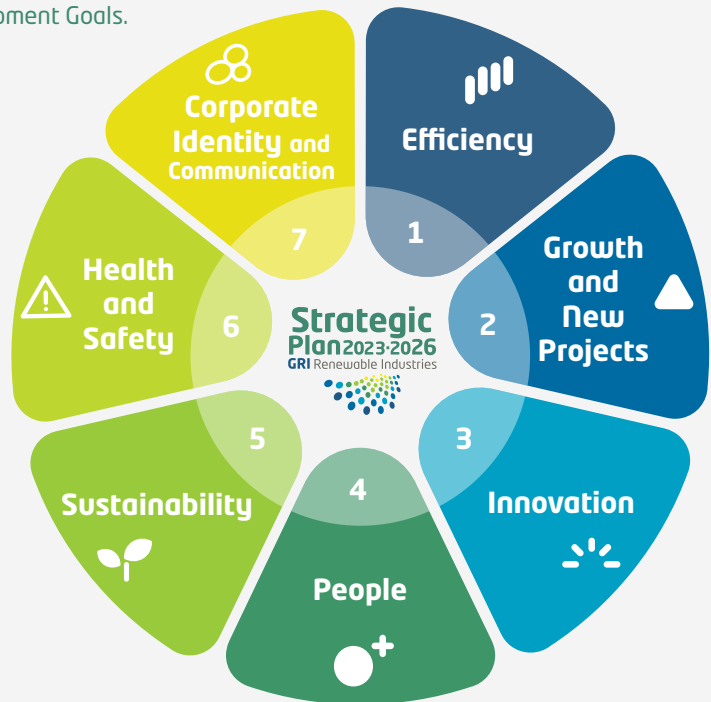 opment Goals.
Corporate
Identity and
Communication
7
Efficiency
1
Growth
and
New
Projects
2
Innovation
3
People
4
Sustainability
5
Health
and
Safety
6
Strategic
Plan 2023·2026
GRI Renewable Industries